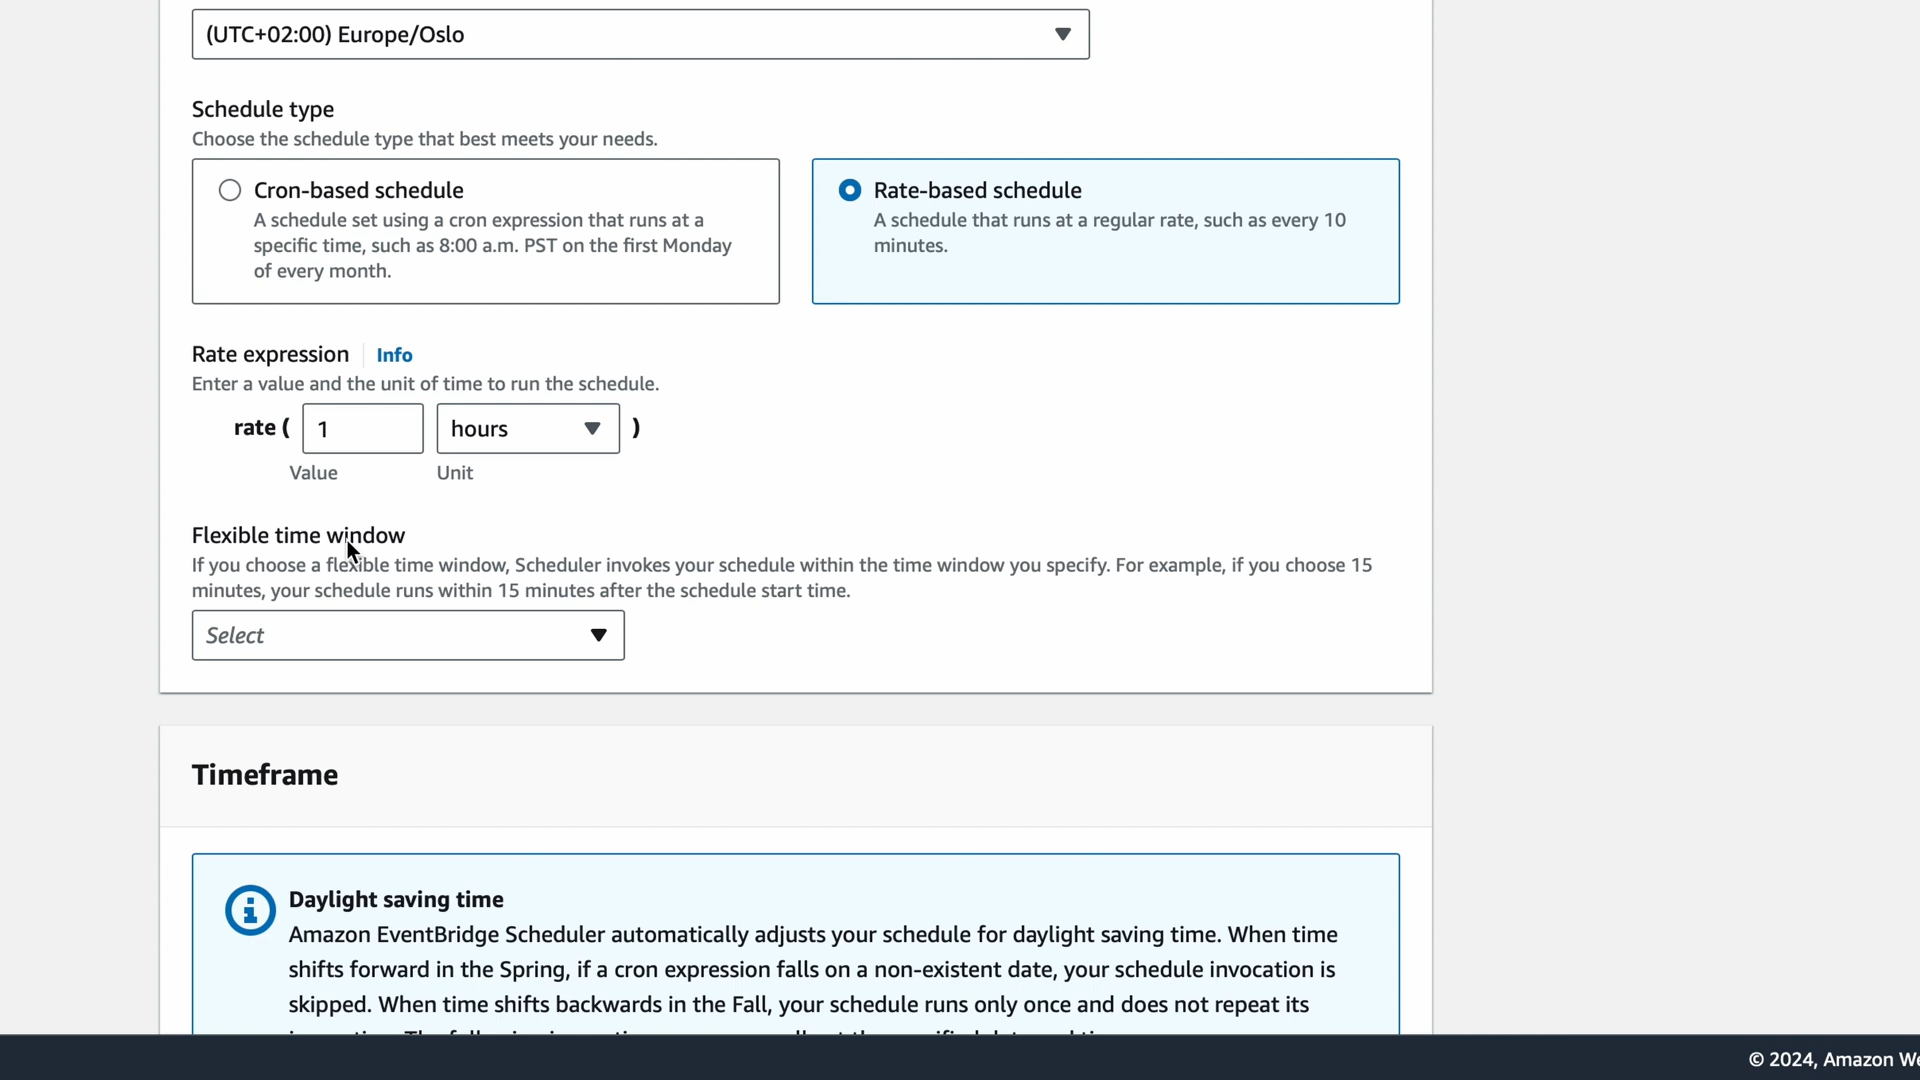 (UTC+02:00) Europe/Oslo
Schedule type
Choose the schedule type that best meets your needs.
Cron-based schedule
A schedule set using a cron expression that runs at a
specific time, such as 8:00 a.m. PST on the first Monday
of every month.
Rate-based schedule
A schedule that runs at a regular rate, such as every 10
minutes.
Rate expression Info
Enter a value and the unit of time to run the schedule.
rate ( 1 hours )
Value Unit
Flexible time window
If you choose a flexible time window, Scheduler invokes your schedule within the time window you specify. For example, if you choose 15
minutes, your schedule runs within 15 minutes after the schedule start time.
Select
Timeframe
Daylight saving time
Amazon EventBridge Scheduler automatically adjusts your schedule for daylight saving time. When time
shifts forward in the Spring, if a cron expression falls on a non-existent date, your schedule invocation is
skipped. When time shifts backwards in the Fall, your schedule runs only once and does not repeat its
© 2024, Amazon We